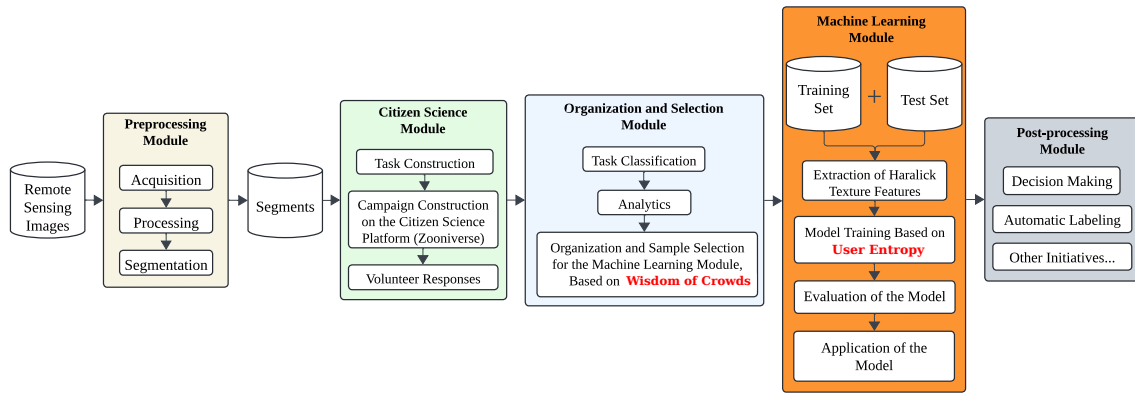 Remote
Sensing
Images
Preprocessing
Module
Acquisition
Processing
Segmentation
Segments
Citizen Science
Module
Task Construction
Campaign Construction
on the Citizen Science
Platform (Zooniverse)
Volunteer Responses
Organization and Selection
Module
Task Classification
Analytics
Organization and Sample Selection
for the Machine Learning Module,
Based on Wisdom of Crowds
Machine Learning
Module
Training
Set
+
Test Set
Extraction of Haralick
Texture Features
Model Training Based on
User Entropy
Evaluation of the Model
Application of the
Model
Post-processing
Module
Decision Making
Automatic Labeling
Other Initiatives...